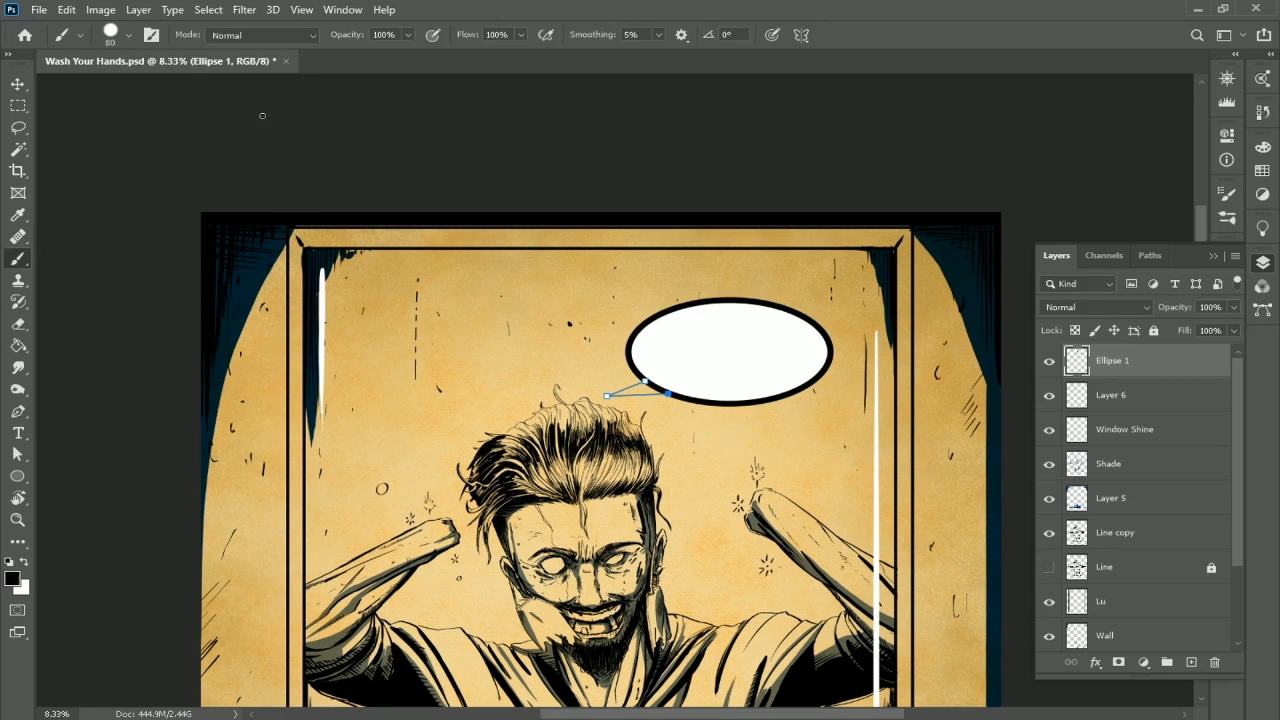 Ps File Edit Image Layer Type Select Filter 3D View Window Help
80 Mode: Normal Opacity: 100% Flow: 100% Smoothing: 5% 0°
Wash Your Hands.psd @ 8.33% (Ellipse 1, RGB/8) * ×
Layers Channels Paths
Kind
Normal Opacity: 100%
Lock: Fill: 100%
Ellipse 1
Layer 6
Window Shine
Shade
Layer 5
Line copy
Line
Lu
Wall
8.33% Doc: 444.9M/2.44G